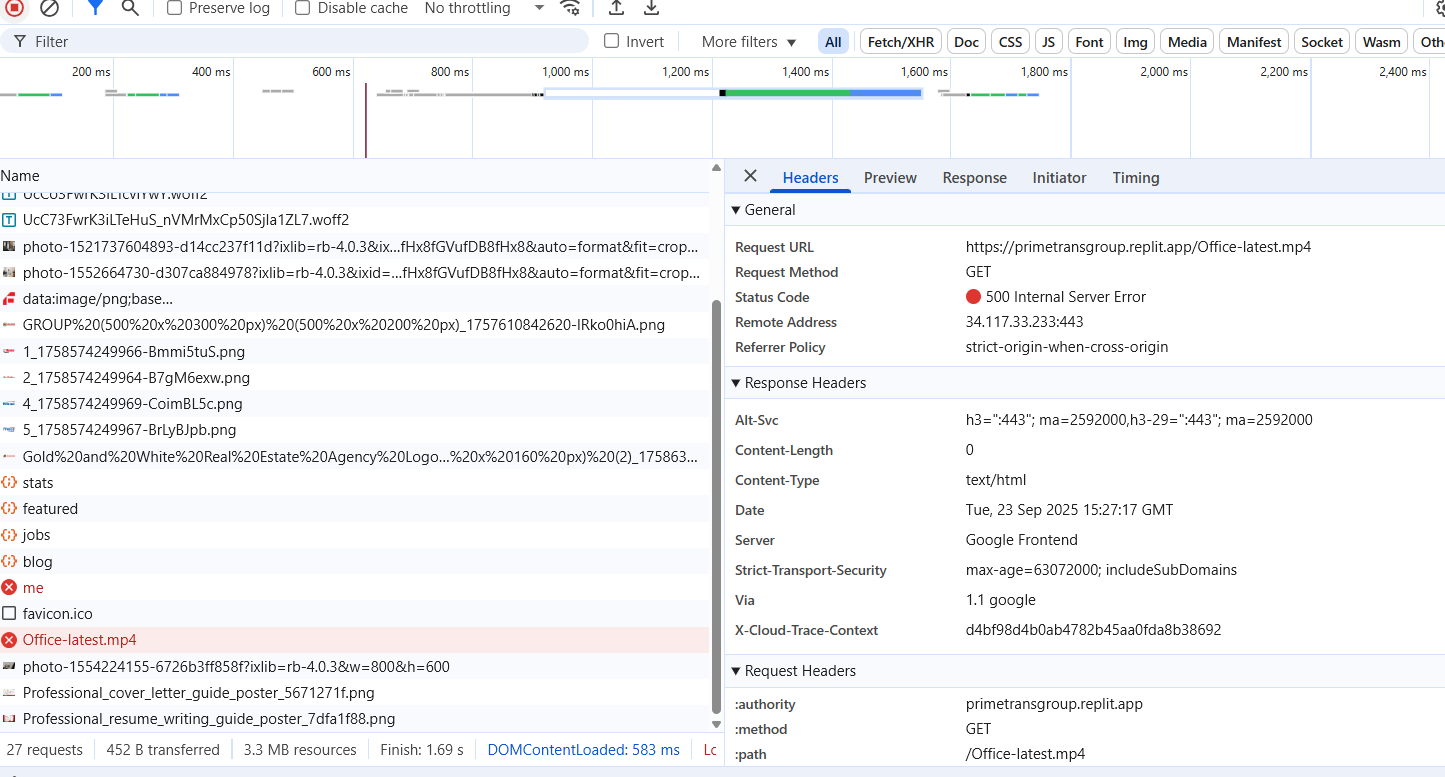 Preserve log Disable cache No throttling
Filter Invert More filters All Fetch/XHR Doc CSS JS Font Img Media Manifest Socket Wasm Oth
200 ms 400 ms 600 ms 800 ms 1,000 ms 1,200 ms 1,400 ms 1,600 ms 1,800 ms 2,000 ms 2,200 ms 2,400 ms
Name
UcC73FwrK3iLTeHuS_nVMrMxCp50SjIa1ZL7.woff2
photo-1521737604893-d14cc237f11d?ixlib=rb-4.0.3&ix...fHx8fGVufDB8fHx8&auto=format&fit=crop...
photo-1552664730-d307ca884978?ixlib=rb-4.0.3&ixid=...fHx8fGVufDB8fHx8&auto=format&fit=crop...
data:image/png;base...
GROUP%20(500%20x%20300%20px)%20(500%20x%20200%20px)_1757610842620-IRko0hiA.png
1_1758574249966-Bmmi5tuS.png
2_1758574249964-B7gM6exw.png
4_1758574249969-CoimBL5c.png
5_1758574249967-BrLyBJpb.png
Gold%20and%20White%20Real%20Estate%20Agency%20Logo...%20x%20160%20px)%20(2)_175863...
stats
featured
jobs
blog
me
favicon.ico
Office-latest.mp4
photo-1554224155-6726b3ff858f?ixlib=rb-4.0.3&w=800&h=600
Professional_cover_letter_guide_poster_5671271f.png
Professional_resume_writing_guide_poster_7dfa1f88.png
27 requests 452 B transferred 3.3 MB resources Finish: 1.69 s DOMContentLoaded: 583 ms Lo
Headers Preview Response Initiator Timing
General
Request URL https://primetransgroup.replit.app/Office-latest.mp4
Request Method GET
Status Code 500 Internal Server Error
Remote Address 34.117.33.233:443
Referrer Policy strict-origin-when-cross-origin
Response Headers
Alt-Svc h3=":443"; ma=2592000,h3-29=":443"; ma=2592000
Content-Length 0
Content-Type text/html
Date Tue, 23 Sep 2025 15:27:17 GMT
Server Google Frontend
Strict-Transport-Security max-age=63072000; includeSubDomains
Via 1.1 google
X-Cloud-Trace-Context d4bf98d4b0ab4782b45aa0fda8b38692
Request Headers
:authority primetransgroup.replit.app
:method GET
:path /Office-latest.mp4